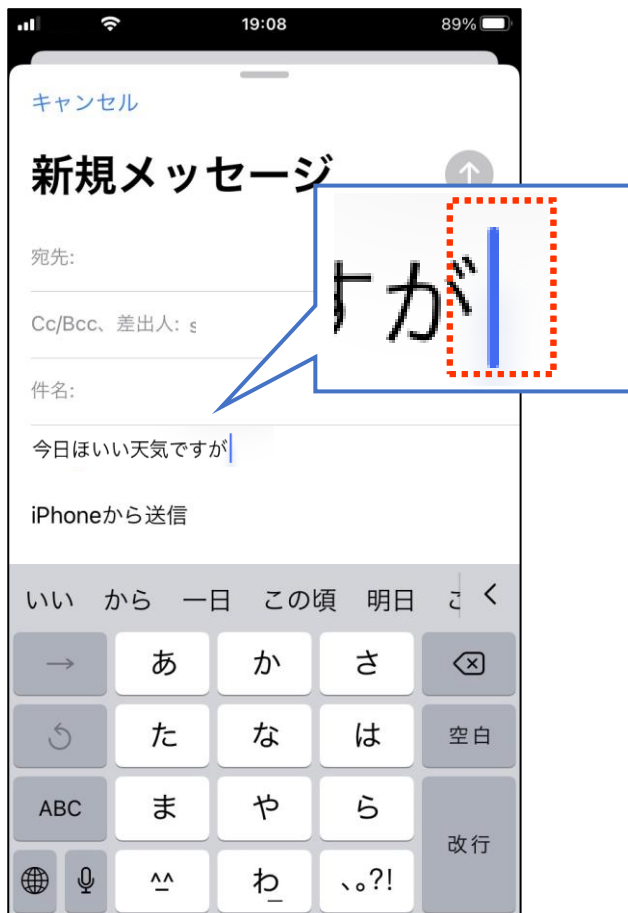 19:08
89%
キャンセル
新規メッセージ
宛先:
すが
Cc/Bcc、差出人: s
件名:
今日ほいい天気ですが
iPhoneから送信
いい から 一日 この頃 明日
→ あ か さ
た な は 空白
ABC ま や ら
改行
^^ わ 、。?!